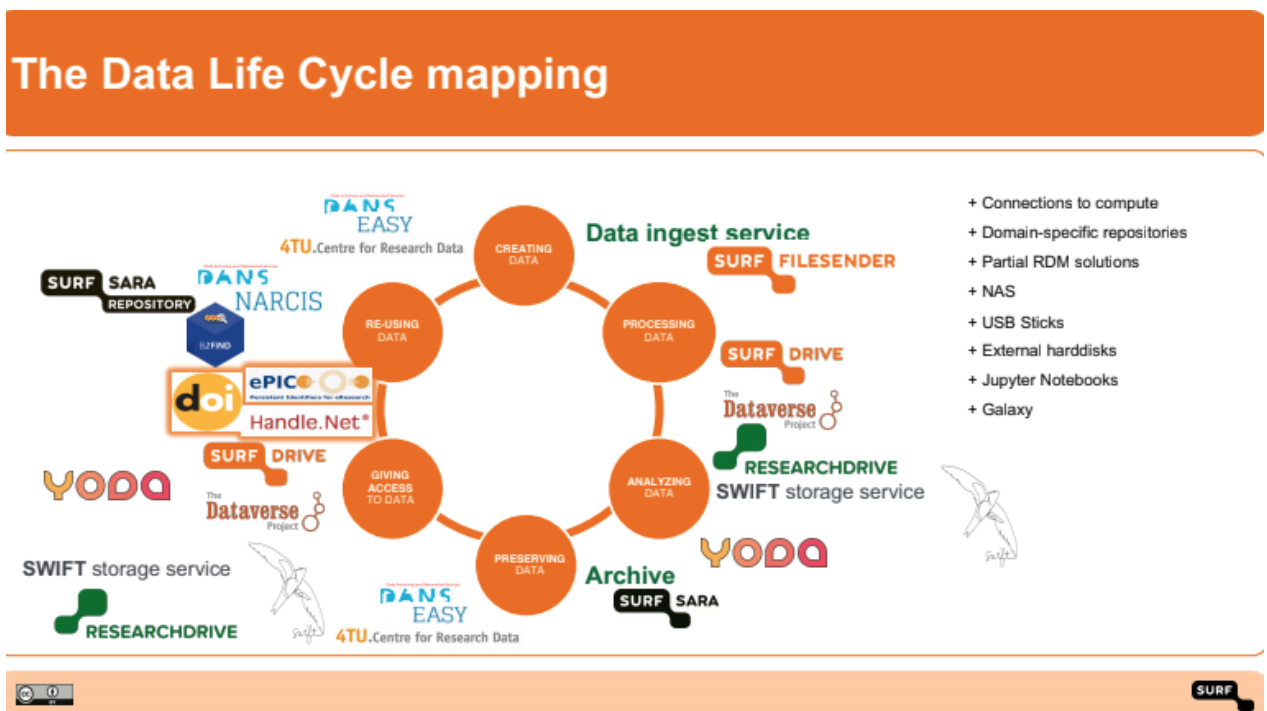 The Data Life Cycle mapping
DANS
EASY
4TU.Centre for Research Data
CREATING
DATA
Data ingest service
SURF FILESENDER
PROCESSING
DATA
SURF DRIVE
The
Dataverse
Project
RESEARCHDRIVE
SWIFT storage service
ANALYZING
DATA
YODA
swift
PRESERVING
DATA
Archive
SURF SARA
DANS
EASY
4TU.Centre for Research Data
GIVING
ACCESS
TO DATA
SURF DRIVE
The
Dataverse
Project
YODA
SWIFT storage service
RESEARCHDRIVE
swift
RE-USING
DATA
SURF SARA
REPOSITORY
DANS
NARCIS
B2FIND
doi
ePIC
Persistent Identifiers for eResearch
Handle.Net®
+ Connections to compute
+ Domain-specific repositories
+ Partial RDM solutions
+ NAS
+ USB Sticks
+ External harddisks
+ Jupyter Notebooks
+ Galaxy
cc
BY
SURF